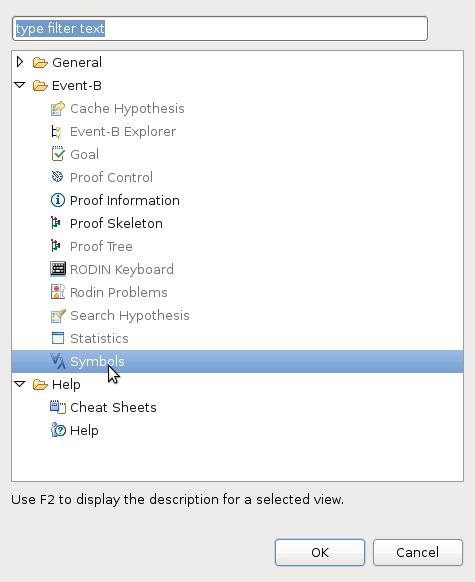 type filter text
General
Event-B
Cache Hypothesis
Event-B Explorer
Goal
Proof Control
Proof Information
Proof Skeleton
Proof Tree
RODIN Keyboard
Rodin Problems
Search Hypothesis
Statistics
Symbols
Help
Cheat Sheets
Help
Use F2 to display the description for a selected view.
OK Cancel